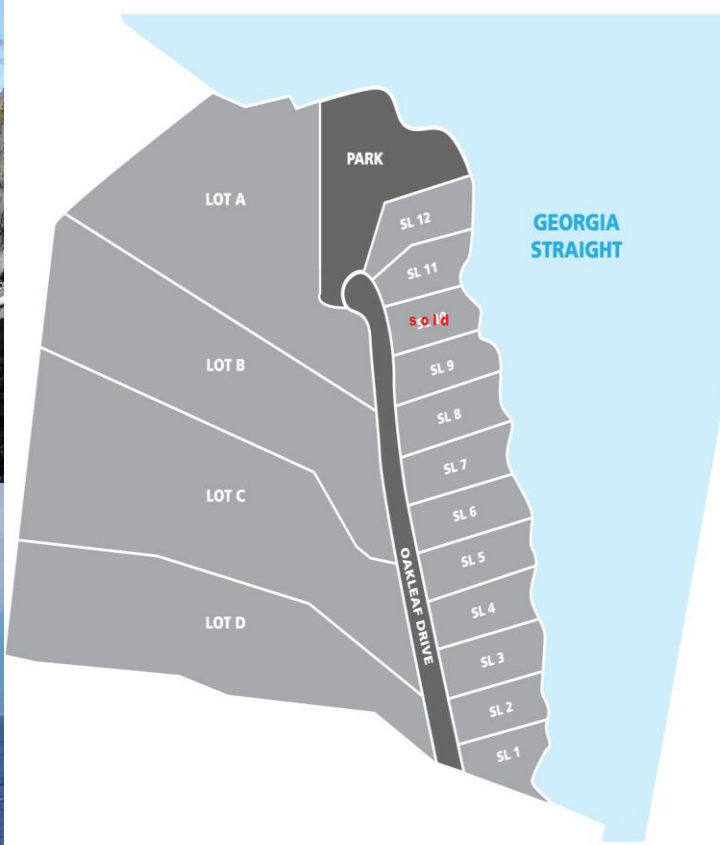 PARK
LOT A
SL 12
GEORGIA
STRAIGHT
SL 11
sold
SL 9
LOT B
SL 8
SL 7
LOT C
SL 6
SL 5
OAKLEAF DRIVE
SL 4
LOT D
SL 3
SL 2
SL 1